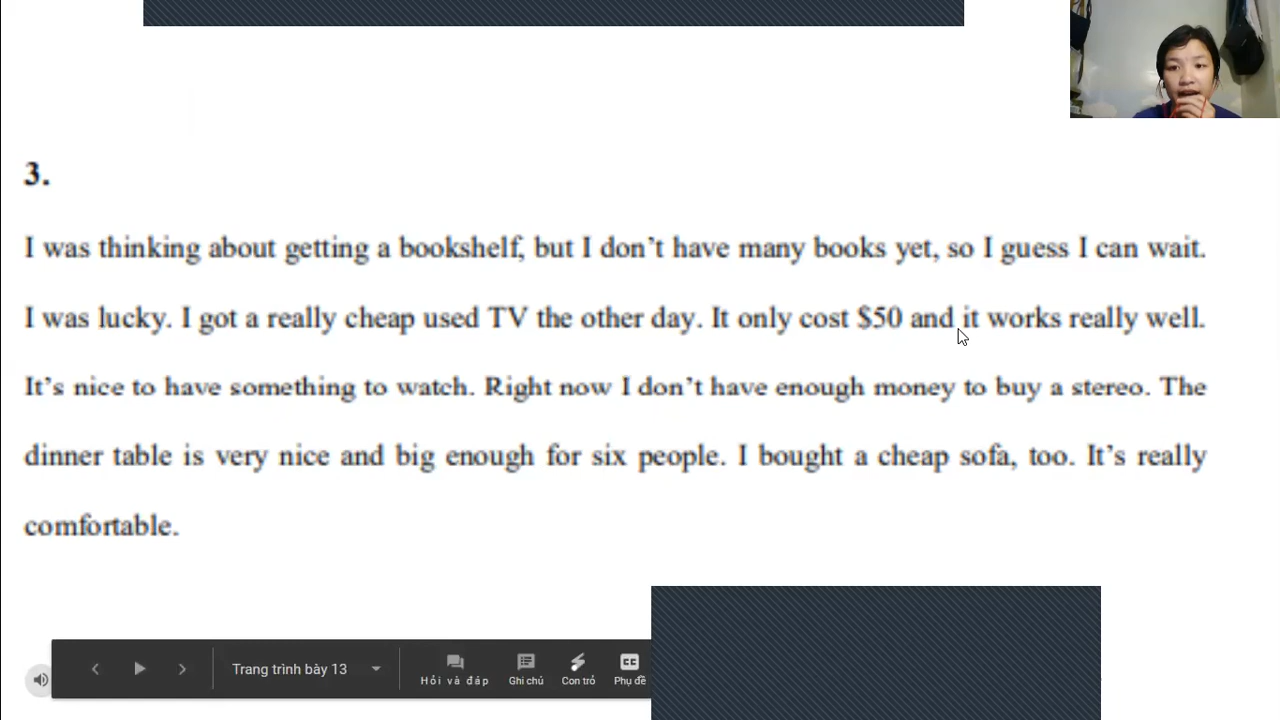 3.
I was thinking about getting a bookshelf, but I don’t have many books yet, so I guess I can wait.
I was lucky. I got a really cheap used TV the other day. It only cost $50 and it works really well.
It’s nice to have something to watch. Right now I don’t have enough money to buy a stereo. The
dinner table is very nice and big enough for six people. I bought a cheap sofa, too. It’s really
comfortable.
Trang trình bày 13
Hỏi và đáp
Ghi chú
Con trỏ
CC
Phụ đề